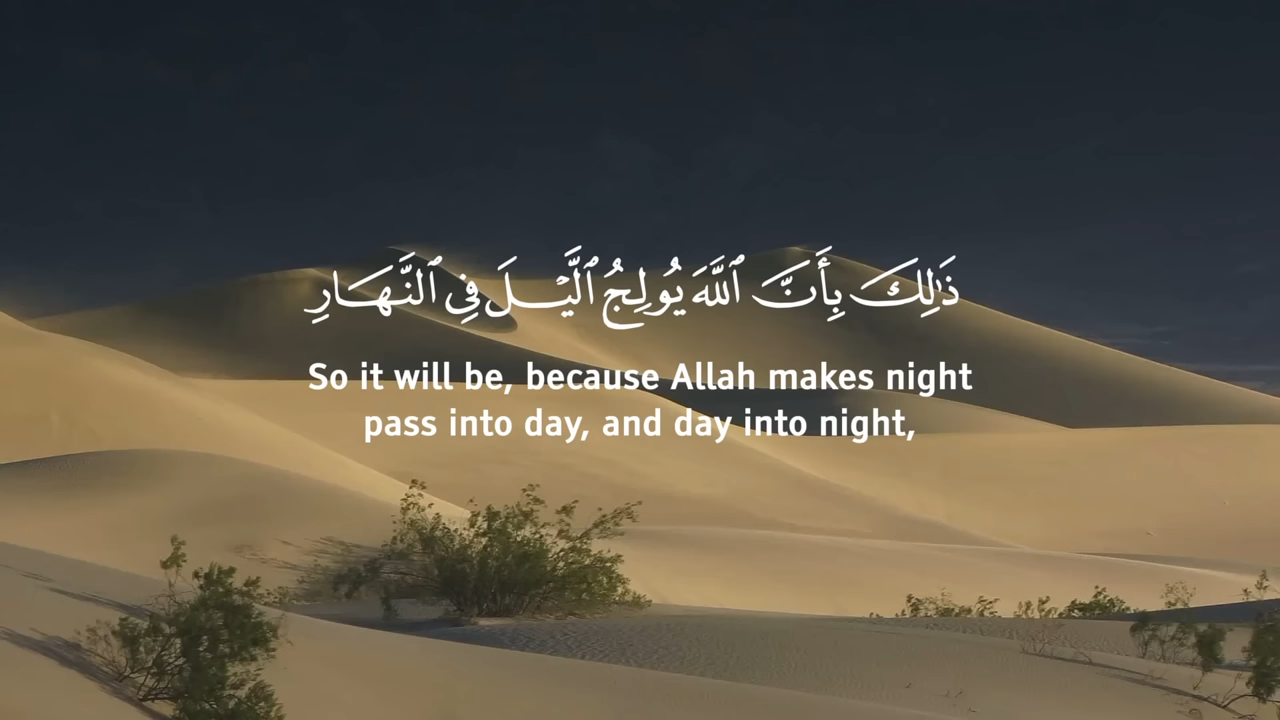 ذَٰلِكَ بِأَنَّ ٱللَّهَ يُولِجُ ٱلَّيْلَ فِي ٱلنَّهَارِ
So it will be, because Allah makes night
pass into day, and day into night,